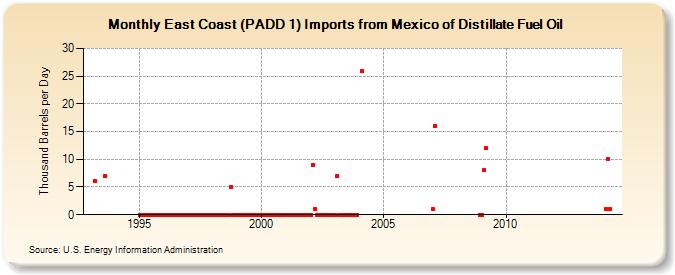 Monthly East Coast (PADD 1) Imports from Mexico of Distillate Fuel Oil
Thousand Barrels per Day
30
25
20
15
10
5
0
1995 2000 2005 2010
Source: U.S. Energy Information Administration